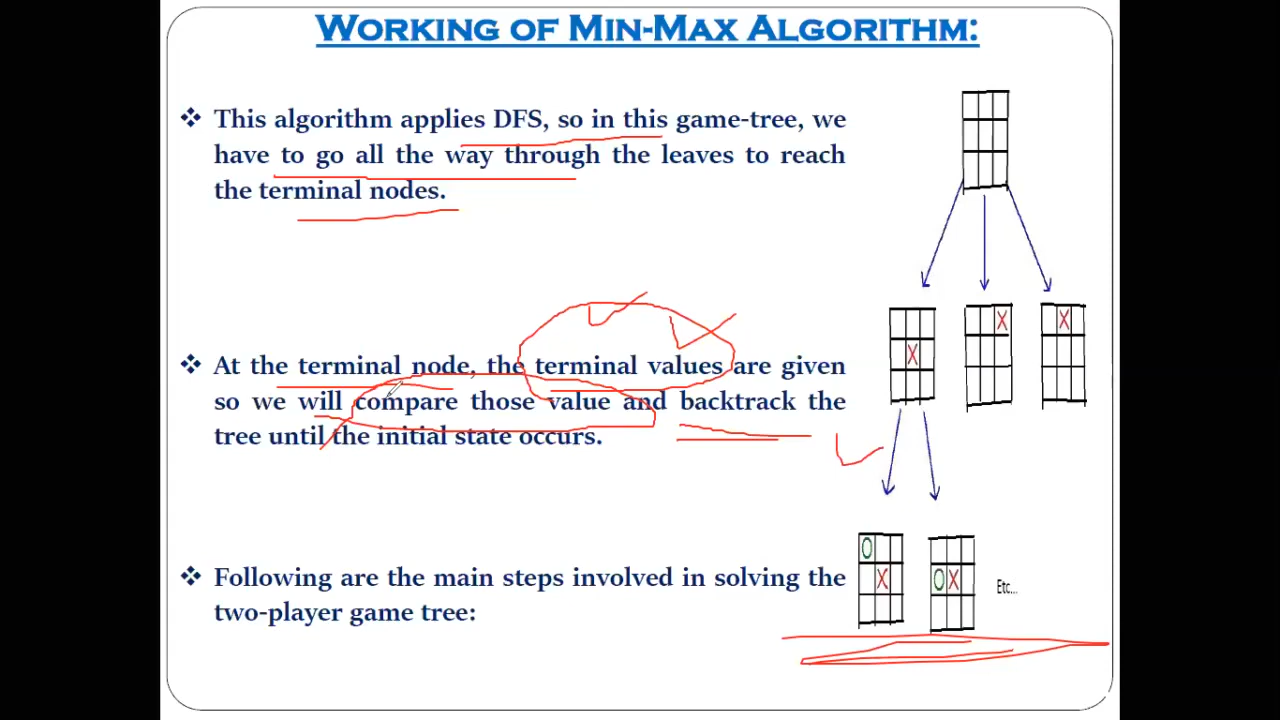 WORKING OF MIN-MAX ALGORITHM:
❖ This algorithm applies DFS, so in this game-tree, we
have to go all the way through the leaves to reach
the terminal nodes.
❖ At the terminal node, the terminal values are given
so we will compare those value and backtrack the
tree until the initial state occurs.
❖ Following are the main steps involved in solving the
two-player game tree:
X
X
X
O
X
O X
Etc...